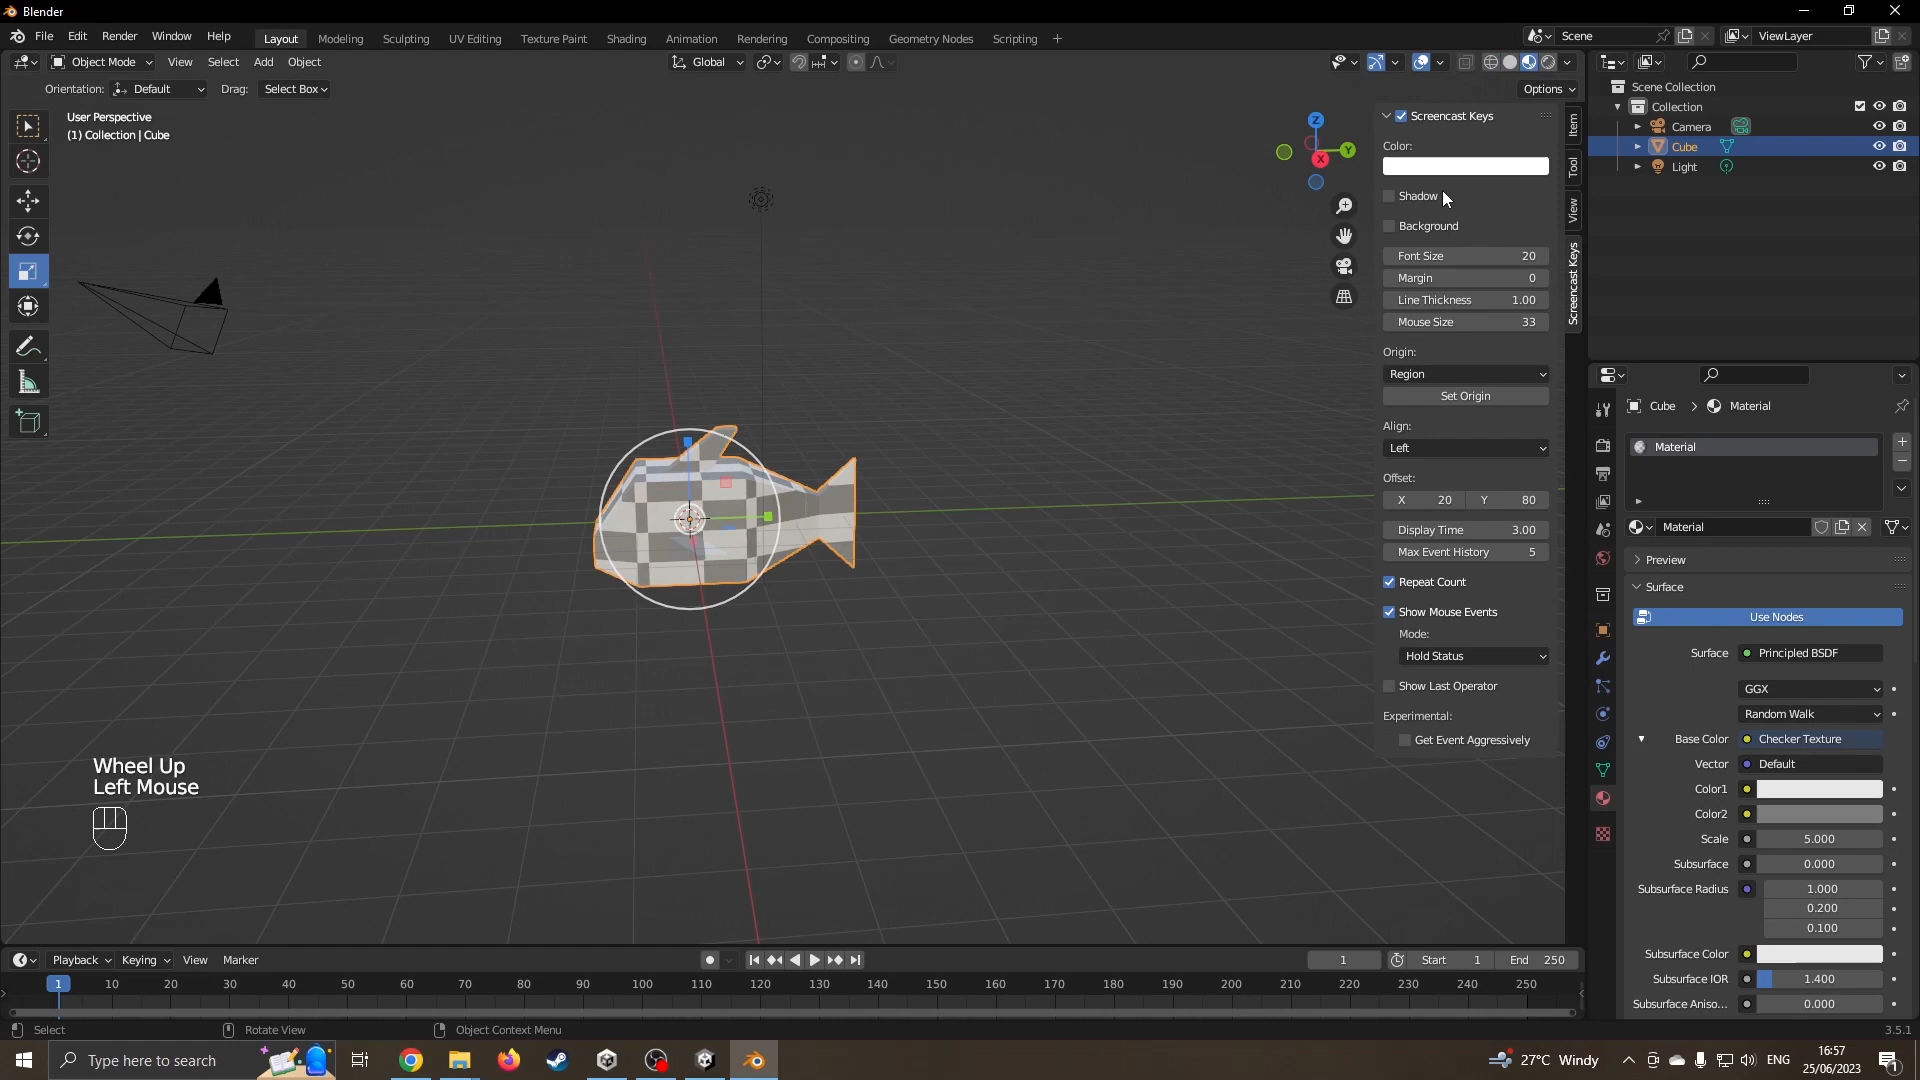 Blender
File Edit Render Window Help Layout Modeling Sculpting UV Editing Texture Paint Shading Animation Rendering Compositing Geometry Nodes Scripting + Scene ViewLayer
Object Mode View Select Add Object Global
Orientation: Default Drag: Select Box Options
User Perspective
(1) Collection | Cube
Z
Y
X
Screencast Keys
Color:
Shadow
Background
Font Size 20
Margin 0
Line Thickness 1.00
Mouse Size 33
Origin:
Region
Set Origin
Align:
Left
Offset:
X 20 Y 80
Display Time 3.00
Max Event History 5
Repeat Count
Show Mouse Events
Mode:
Hold Status
Show Last Operator
Experimental:
Get Event Aggressively
Item
Tool
View
Screencast Keys
Scene Collection
Collection
Camera
Cube
Light
Cube > Material
Material
Material
Preview
Surface
Use Nodes
Surface Principled BSDF
GGX
Random Walk
Base Color Checker Texture
Vector Default
Color1
Color2
Scale 5.000
Subsurface 0.000
Subsurface Radius 1.000
0.200
0.100
Subsurface Color
Subsurface IOR 1.400
Subsurface Aniso... 0.000
Wheel Up
Left Mouse
Playback Keying View Marker 1 Start 1 End 250
1 10 20 30 40 50 60 70 80 90 100 110 120 130 140 150 160 170 180 190 200 210 220 230 240 250
Select Rotate View Object Context Menu 3.5.1
Type here to search 27°C Windy ENG 16:57
25/06/2023
1